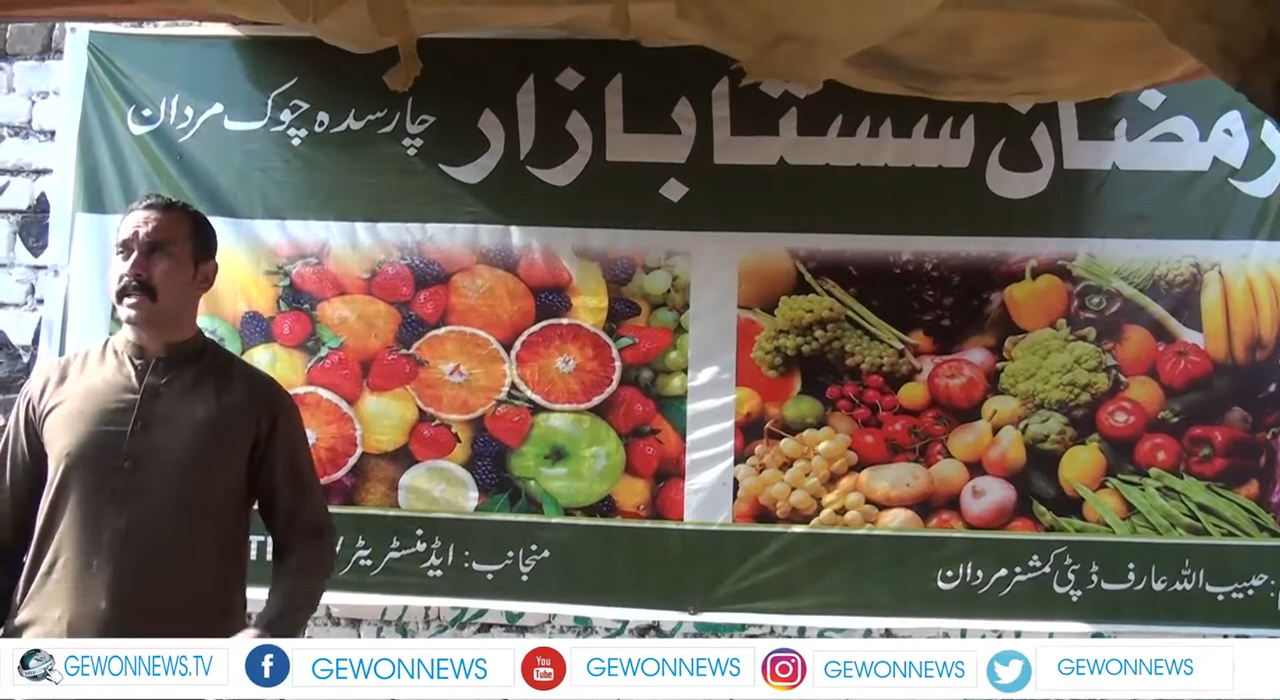 رمضان سستا بازار چارسدہ چوک مردان
حبیب اللہ عارف ڈپٹی کمشنر مردان
منجانب: ایڈمنسٹریٹر
GEWONNEWS.TV
GEWONNEWS
You Tube
GEWONNEWS
GEWONNEWS
GEWONNEWS